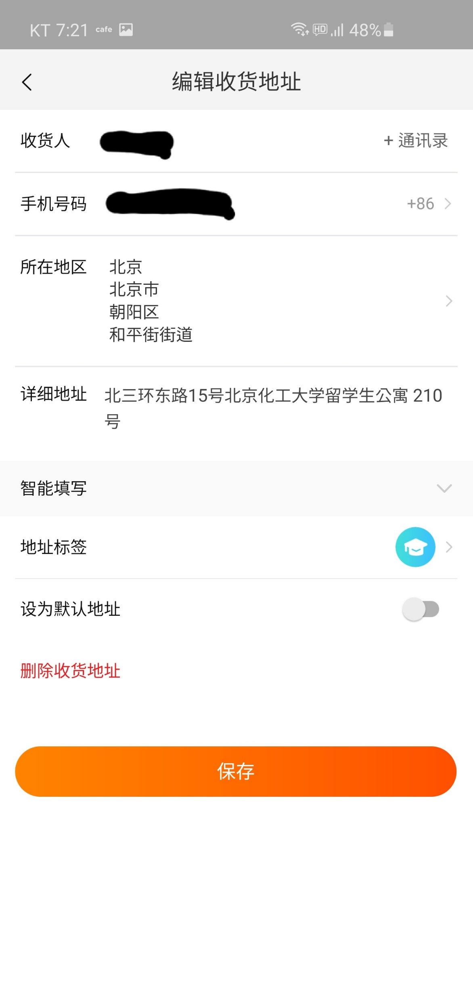 KT 7:21 cafe HD 48%
编辑收货地址
收货人 + 通讯录
手机号码 +86
所在地区 北京
北京市
朝阳区
和平街街道
详细地址 北三环东路15号北京化工大学留学生公寓 210
号
智能填写
地址标签
设为默认地址
删除收货地址
保存